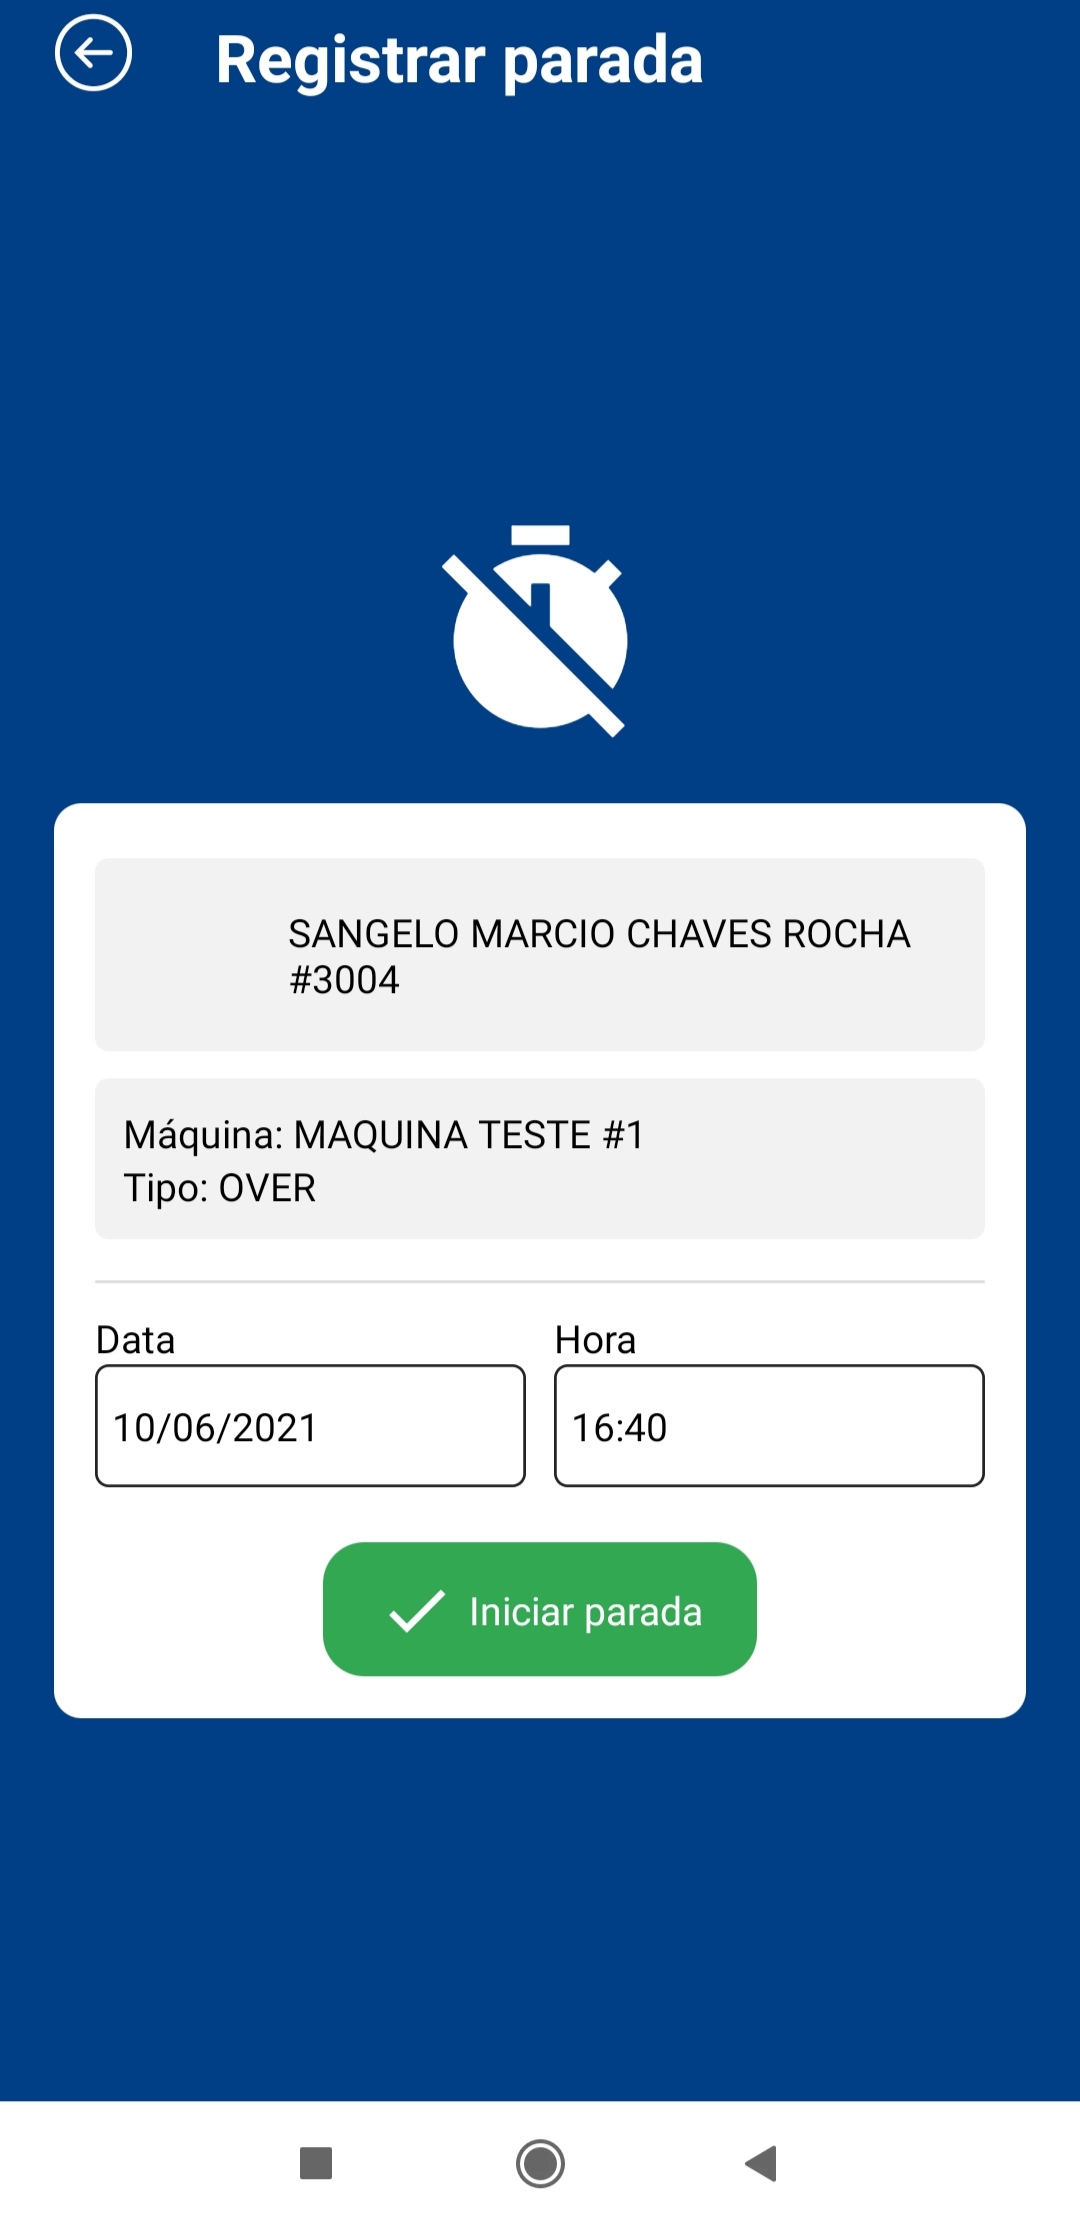 Registrar parada
SANGELO MARCIO CHAVES ROCHA
#3004
Máquina: MAQUINA TESTE #1
Tipo: OVER
Data
Hora
10/06/2021
16:40
Iniciar parada